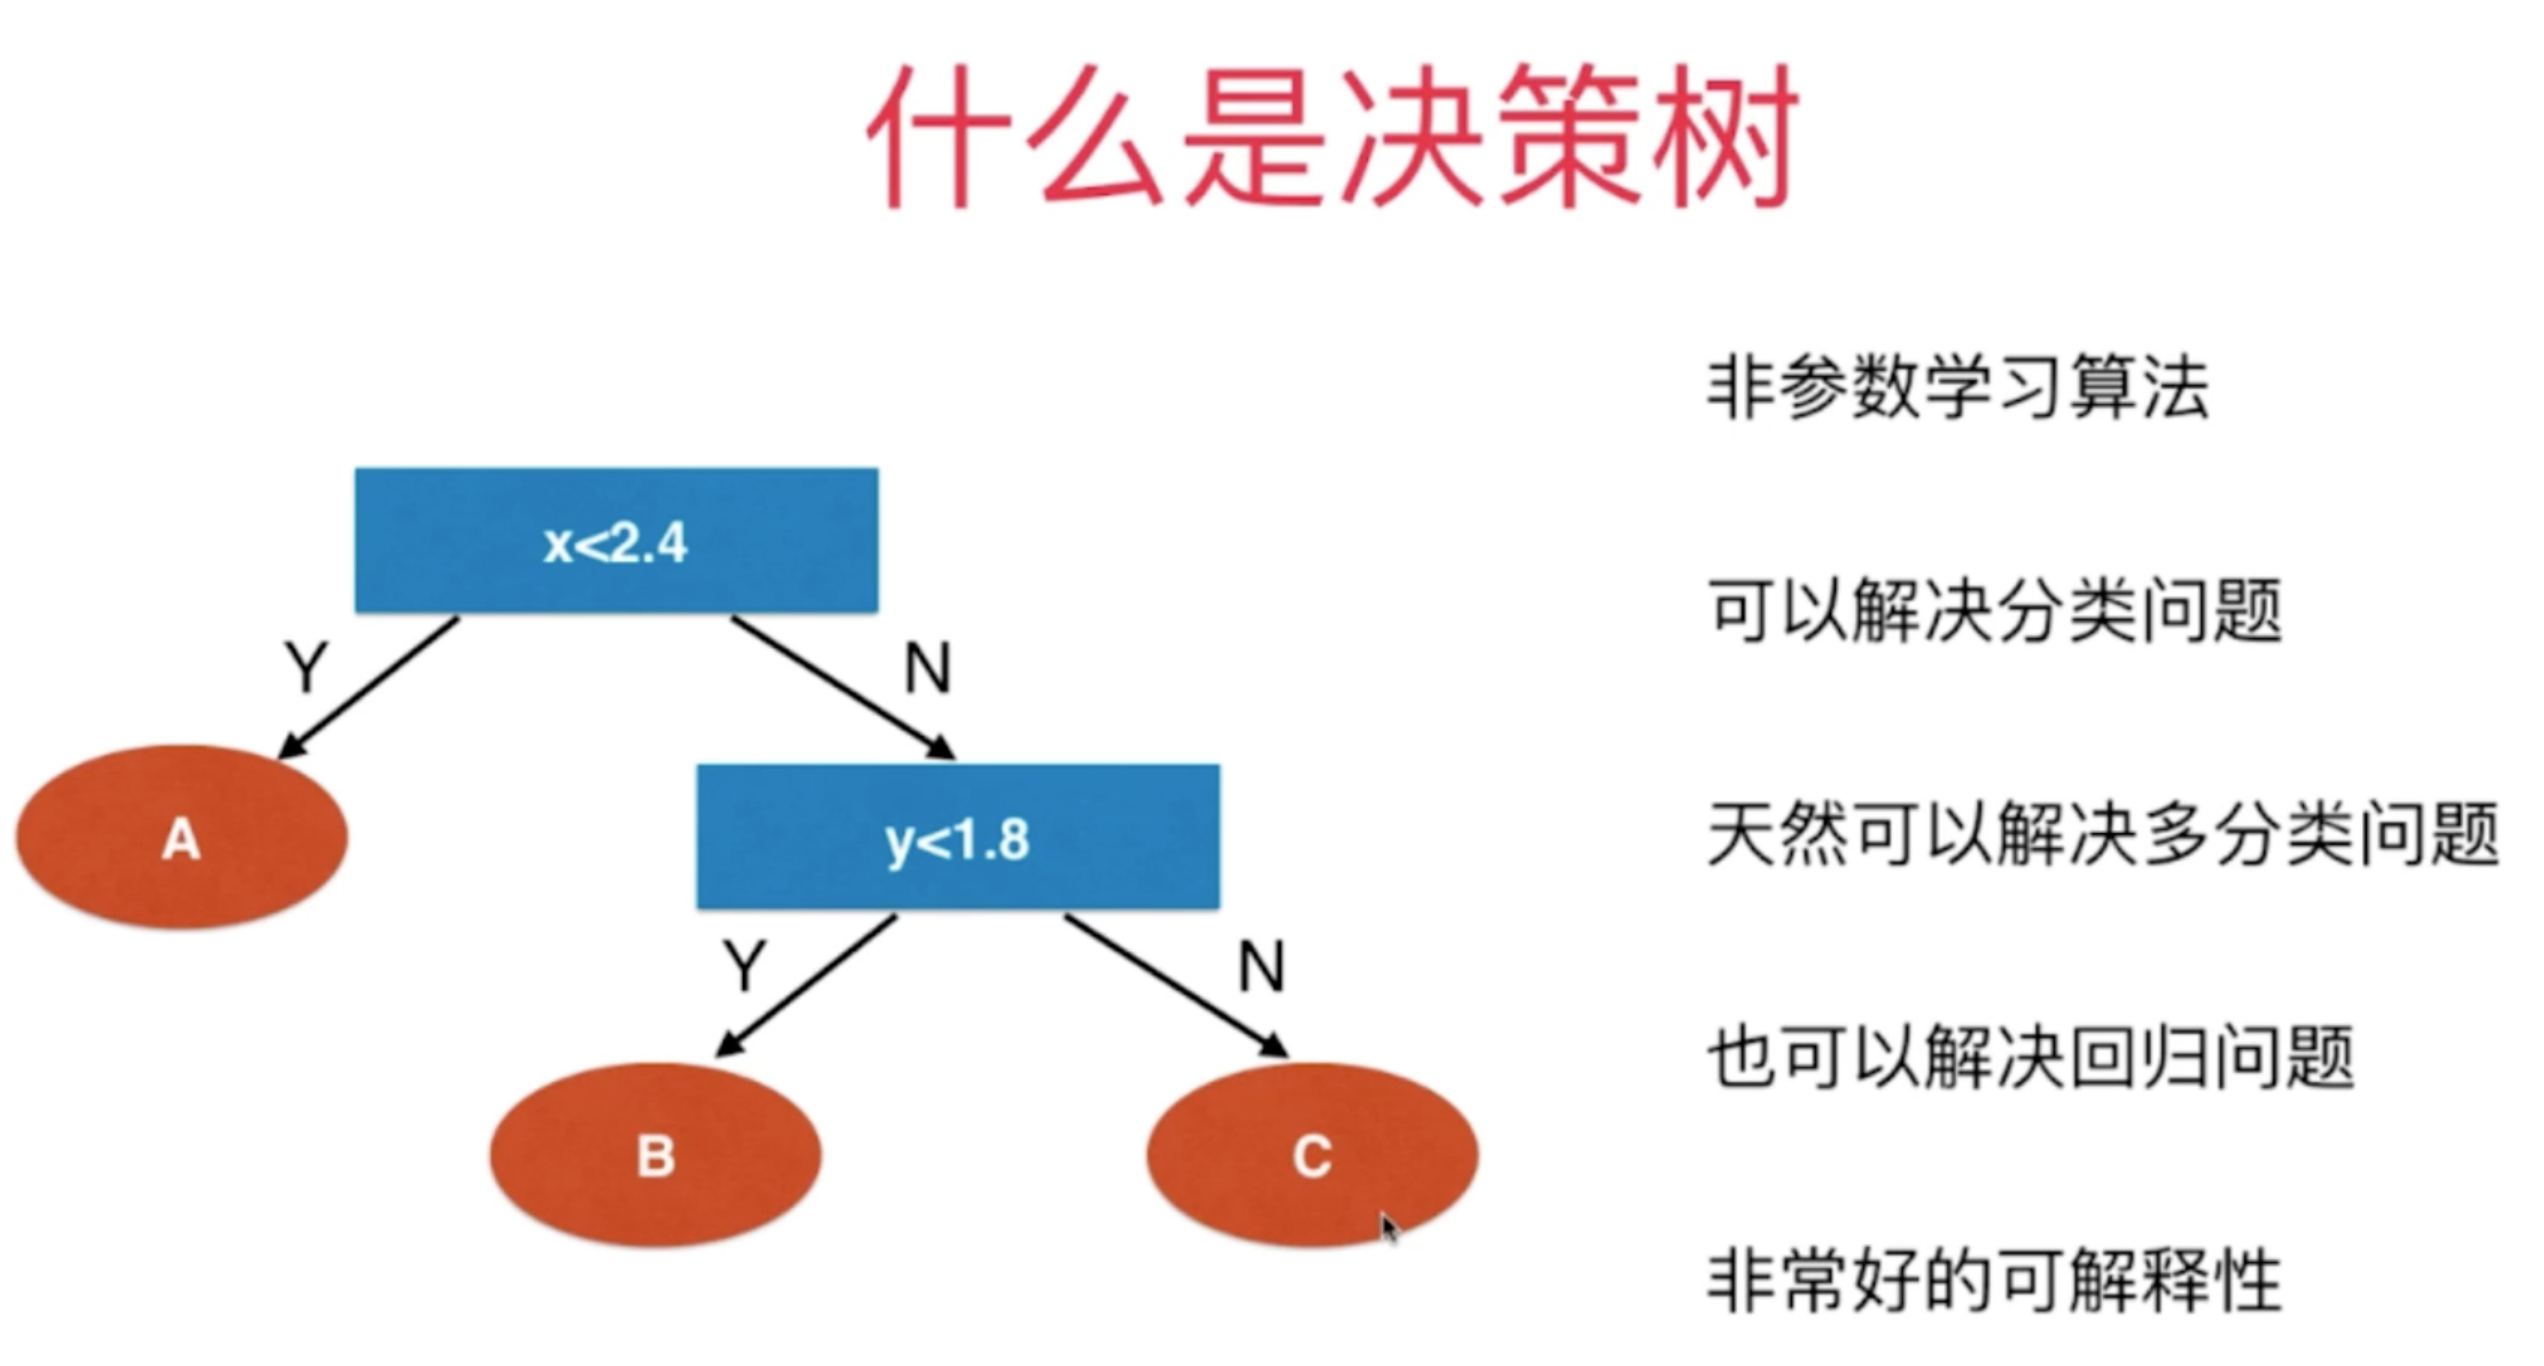 什么是决策树
非参数学习算法
x<2.4
可以解决分类问题
Y
N
A
y<1.8
天然可以解决多分类问题
Y
N
也可以解决回归问题
B
C
非常好的可解释性